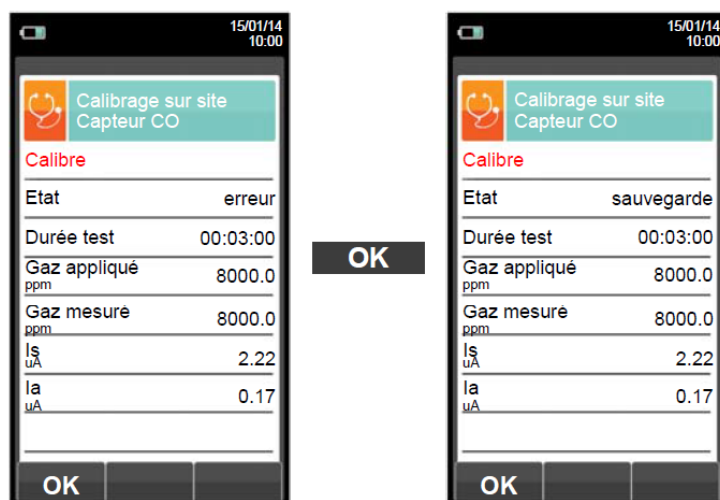 15/01/14
10:00
Calibrage sur site
Capteur CO
Calibre
Etat erreur
Durée test 00:03:00
Gaz appliqué
ppm 8000.0
Gaz mesuré
ppm 8000.0
Is
uA 2.22
Ia
uA 0.17
OK
OK
15/01/14
10:00
Calibrage sur site
Capteur CO
Calibre
Etat sauvegarde
Durée test 00:03:00
Gaz appliqué
ppm 8000.0
Gaz mesuré
ppm 8000.0
Is
uA 2.22
Ia
uA 0.17
OK